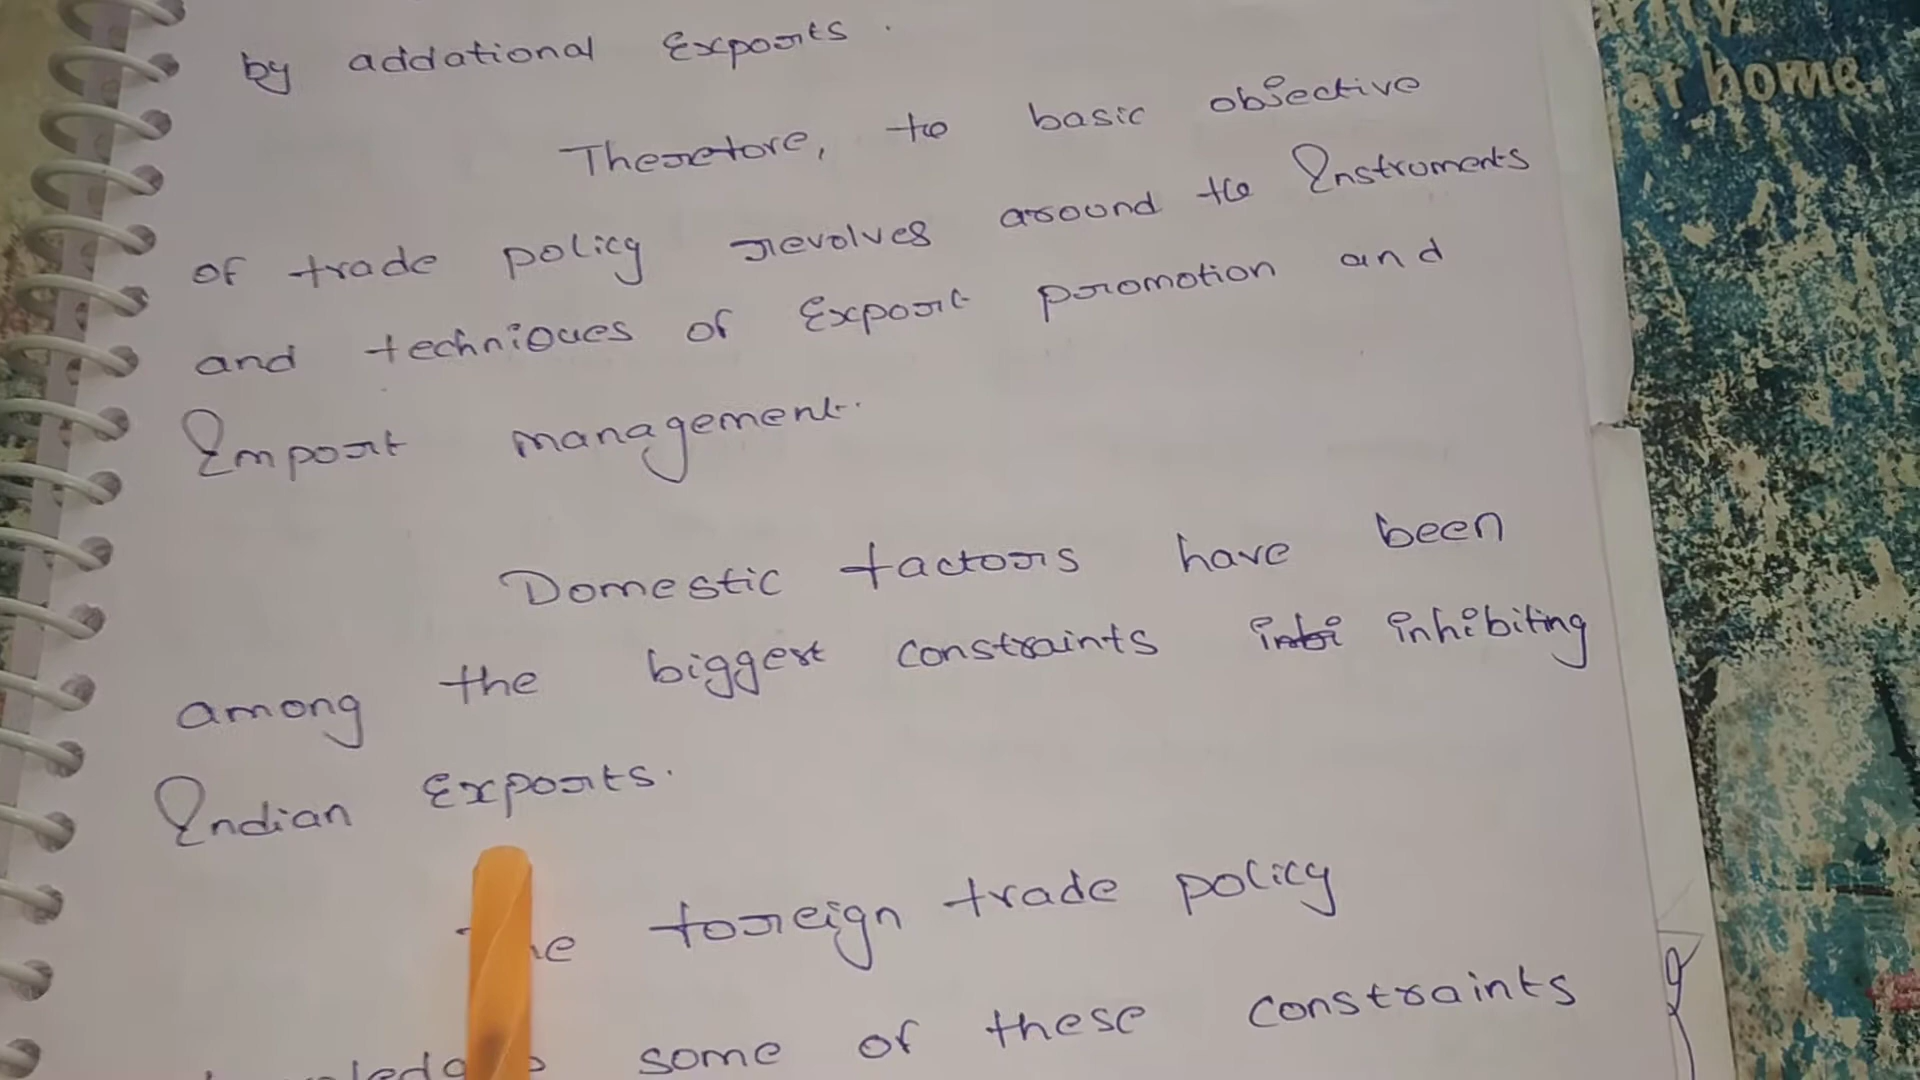 by addational Exports.
at home.
Therefore, the basic objective
of trade policy revolves around the Instruments
and techniques of Export promotion and
Import management.
Domestic factors have been
among the biggest constraints inhibiting
Indian Exports.
foreign trade policy
some of these constraints